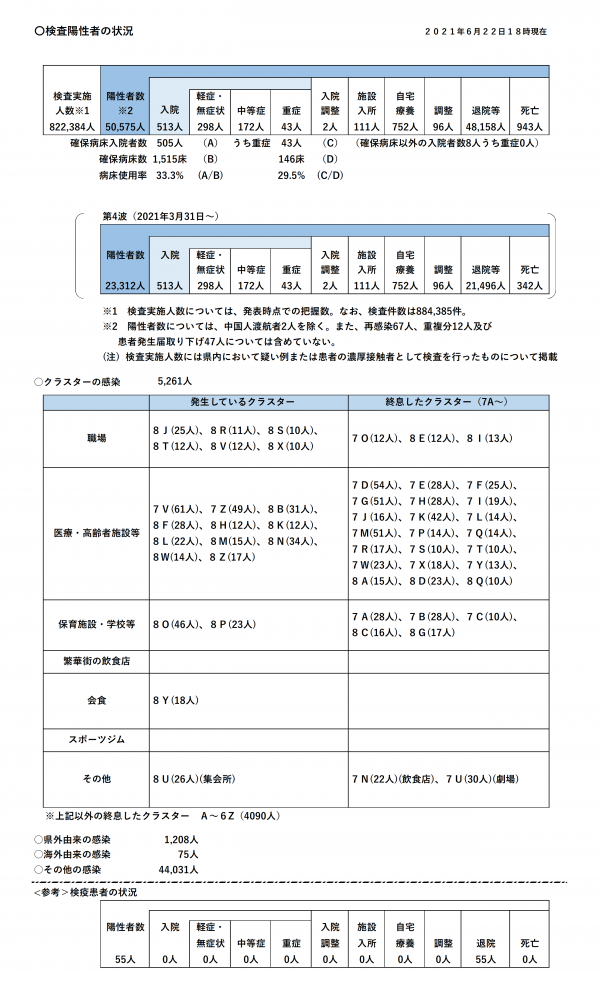 〇検査陽性者の状況
２０２１年６月２２日１８時現在
検査実施人数※1 陽性者数※2 入院 軽症・無症状 中等症 重症 入院調整 施設入所 自宅療養 調整 退院等 死亡
822,384人 50,575人 513人 298人 172人 43人 2人 111人 752人 96人 48,158人 943人
確保病床入院者数 505人 （A） うち重症 43人 （C） （確保病床以外の入院者数8人うち重症0人）
確保病床数 1,515床 （B） 146床 （D）
病床使用率 33.3% （A/B） 29.5% （C/D）
第4波（2021年3月31日～）
陽性者数 入院 軽症・無症状 中等症 重症 入院調整 施設入所 自宅療養 調整 退院等 死亡
23,312人 513人 298人 172人 43人 2人 111人 752人 96人 21,496人 342人
※1　検査実施人数については、発表時点での把握数。なお、検査件数は884,385件。
※2　陽性者数については、中国人渡航者2人を除く。また、再感染67人、重複分12人及び
患者発生届取り下げ47人については含めていない。
（注）検査実施人数には県内において疑い例または患者の濃厚接触者として検査を行ったものについて掲載
○クラスターの感染 5,261人
発生しているクラスター 終息したクラスター（7A～）
職場
８Ｊ(25人)、８Ｒ(11人)、８Ｓ(10人)、
８Ｔ(12人)、８Ｖ(12人)、８Ｘ(10人)
７Ｏ(12人)、８Ｅ(12人)、８Ｉ(13人)
医療・高齢者施設等
７Ｖ(61人)、７Ｚ(49人)、８Ｂ(31人)、
８Ｆ(28人)、８Ｈ(12人)、８Ｋ(12人)、
８Ｌ(22人)、８Ｍ(15人)、８Ｎ(34人)、
８Ｗ(14人)、８Ｚ(17人)
７Ｄ(54人)、７Ｅ(28人)、７Ｆ(25人)、
７Ｇ(51人)、７Ｈ(28人)、７Ｉ(19人)、
７Ｊ(16人)、７Ｋ(42人)、７Ｌ(14人)、
７Ｍ(51人)、７Ｐ(14人)、７Ｑ(14人)、
７Ｒ(17人)、７Ｓ(10人)、７Ｔ(10人)、
７Ｗ(23人)、７Ｘ(18人)、７Ｙ(13人)、
８Ａ(15人)、８Ｄ(23人)、８Ｑ(10人)
保育施設・学校等
８Ｏ(46人)、８Ｐ(23人)
７Ａ(28人)、７Ｂ(28人)、７Ｃ(10人)、
８Ｃ(16人)、８Ｇ(17人)
繁華街の飲食店
会食
８Ｙ(18人)
スポーツジム
その他
８Ｕ(26人)(集会所)
７Ｎ(22人)(飲食店)、７Ｕ(30人)(劇場)
※上記以外の終息したクラスター　Ａ～６Ｚ（4090人）
○県外由来の感染 1,208人
○海外由来の感染 75人
○その他の感染 44,031人
<参考＞検疫患者の状況
陽性者数 入院 軽症・無症状 中等症 重症 入院調整 施設入所 自宅療養 調整 退院 死亡
55人 0人 0人 0人 0人 0人 0人 0人 0人 55人 0人